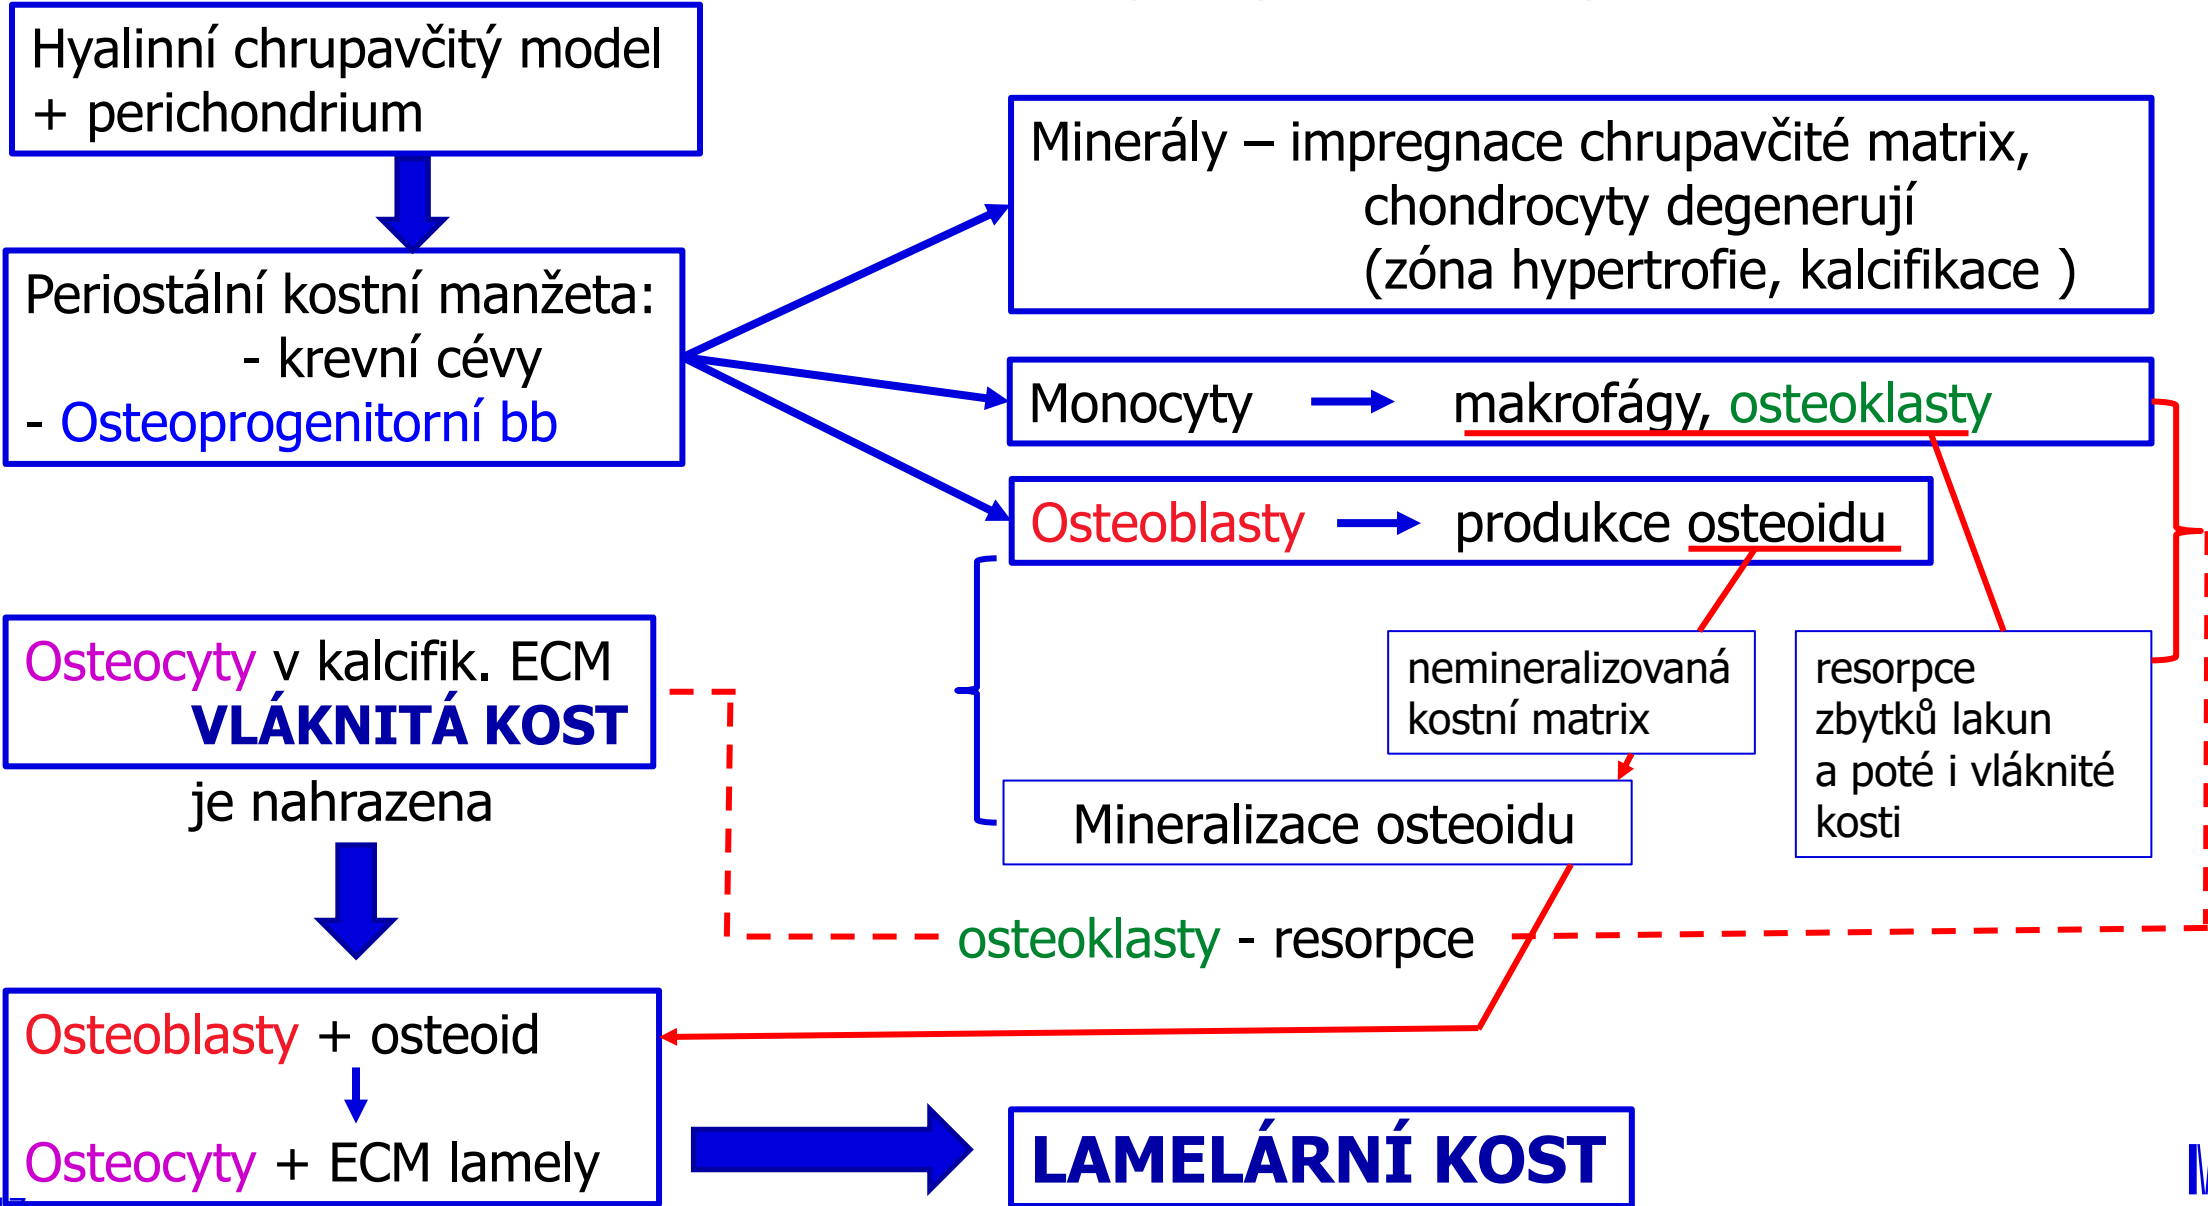 Hyalinní chrupavčitý model
+ perichondrium
Minerály – impregnace chrupavčité matrix,
chondrocyty degenerují
(zóna hypertrofie, kalcifikace )
Periostální kostní manžeta:
- krevní cévy
- Osteoprogenitorní bb
Monocyty makrofágy, osteoklasty
Osteoblasty produkce osteoidu
Osteocyty v kalcifik. ECM
VLÁKNITÁ KOST
je nahrazena
nemineralizovaná
kostní matrix
resorpce
zbytků lakun
a poté i vláknité
kosti
Mineralizace osteoidu
osteoklasty - resorpce
Osteoblasty + osteoid
Osteocyty + ECM lamely
LAMELÁRNÍ KOST